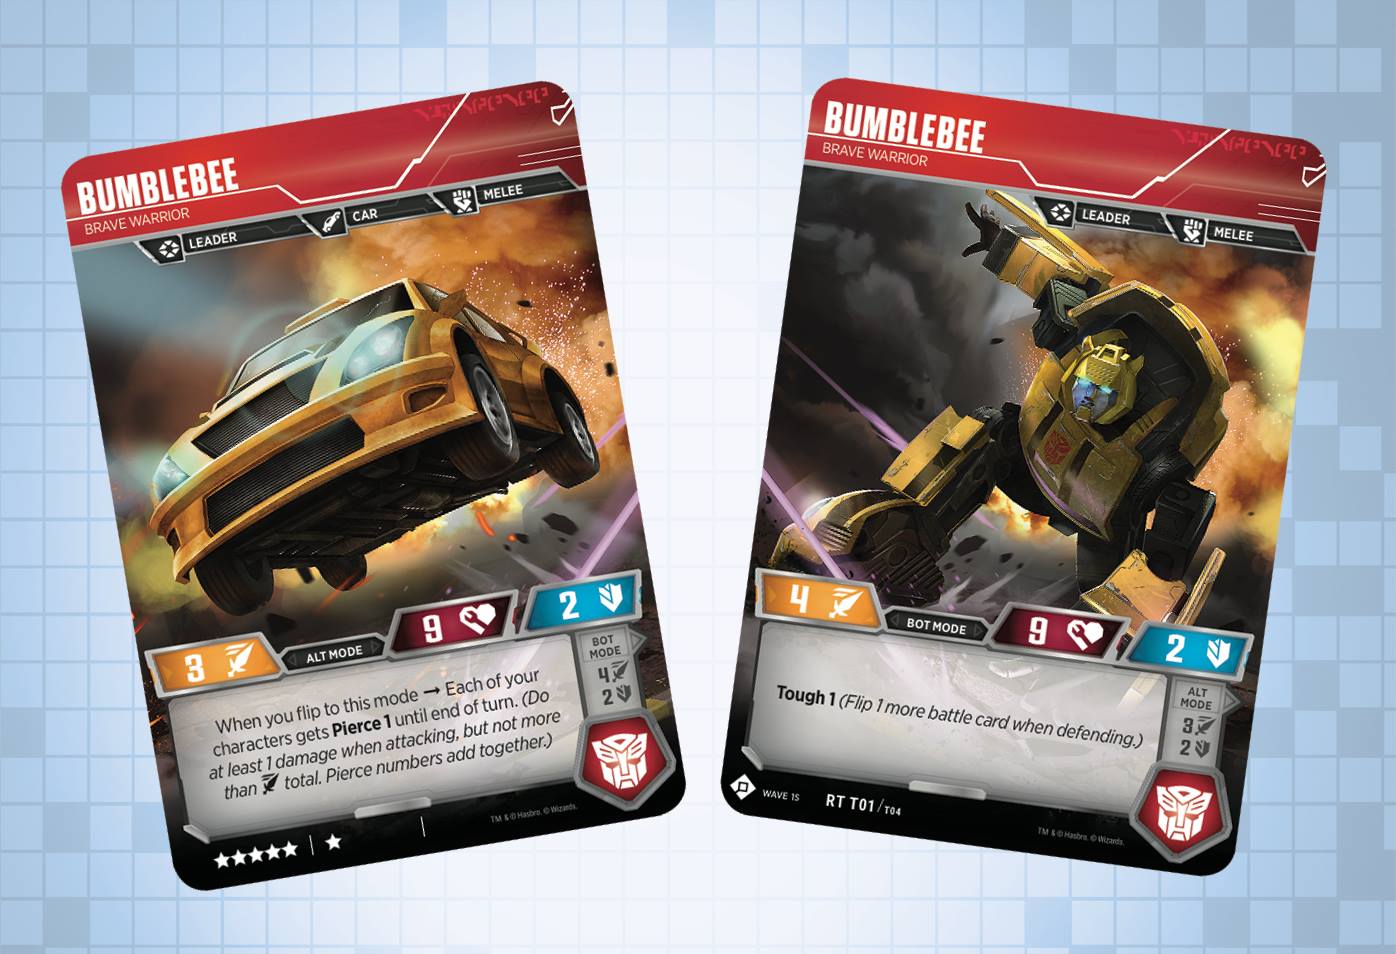 BUMBLEBEE
BRAVE WARRIOR
LEADER
CAR
MELEE
3
ALT MODE
9
2
BOT
MODE
4
2
When you flip to this mode → Each of your
characters gets Pierce 1 until end of turn. (Do
at least 1 damage when attacking, but not more
than total. Pierce numbers add together.)
TM & © Hasbro. © Wizards.
BUMBLEBEE
BRAVE WARRIOR
LEADER
MELEE
4
BOT MODE
9
2
ALT
MODE
3
2
Tough 1 (Flip 1 more battle card when defending.)
WAVE 1S
RT T01/T04
TM & © Hasbro. © Wizards.